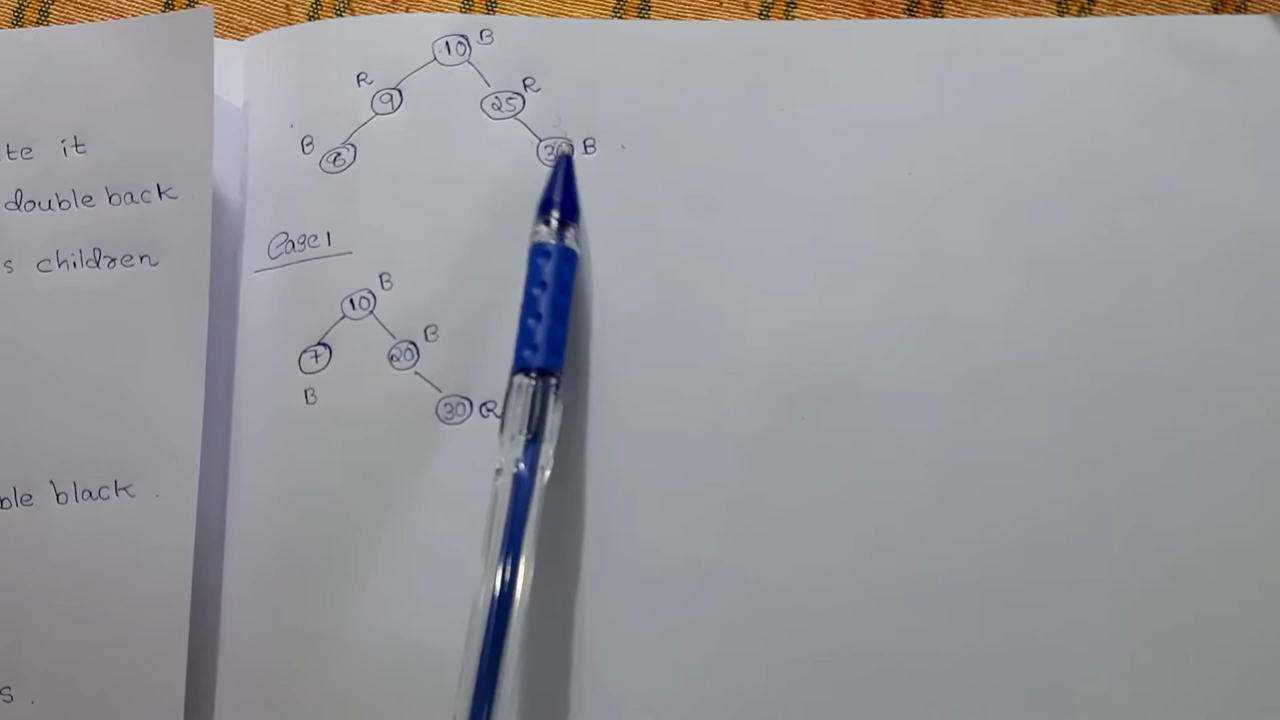 te it
double back
s children
ble black .
s .
10 B
R 9
25 R
B 8
30 B
Case 1
10 B
7 B
20 B
30 R